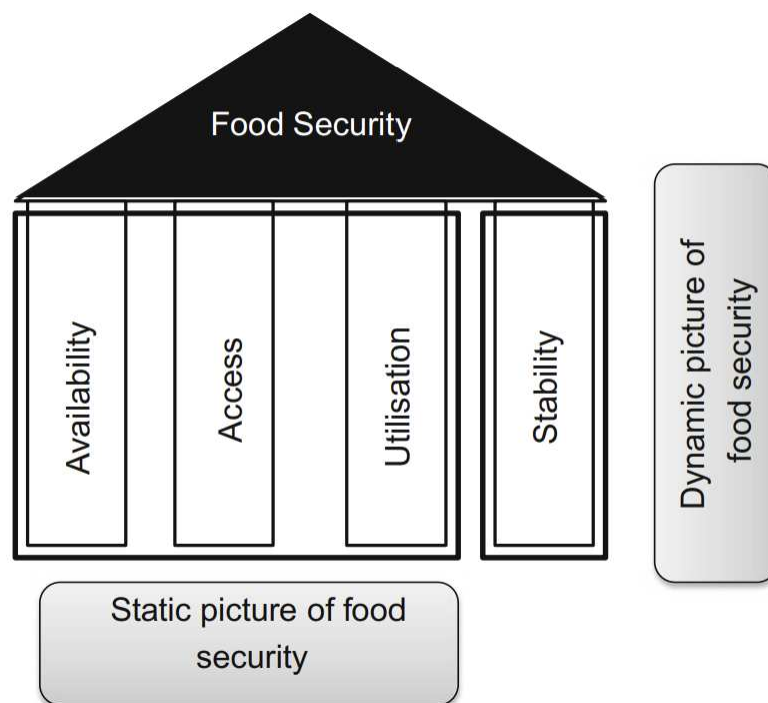 Food Security
Availability
Access
Utilisation
Stability
Dynamic picture of
food security
Static picture of food
security